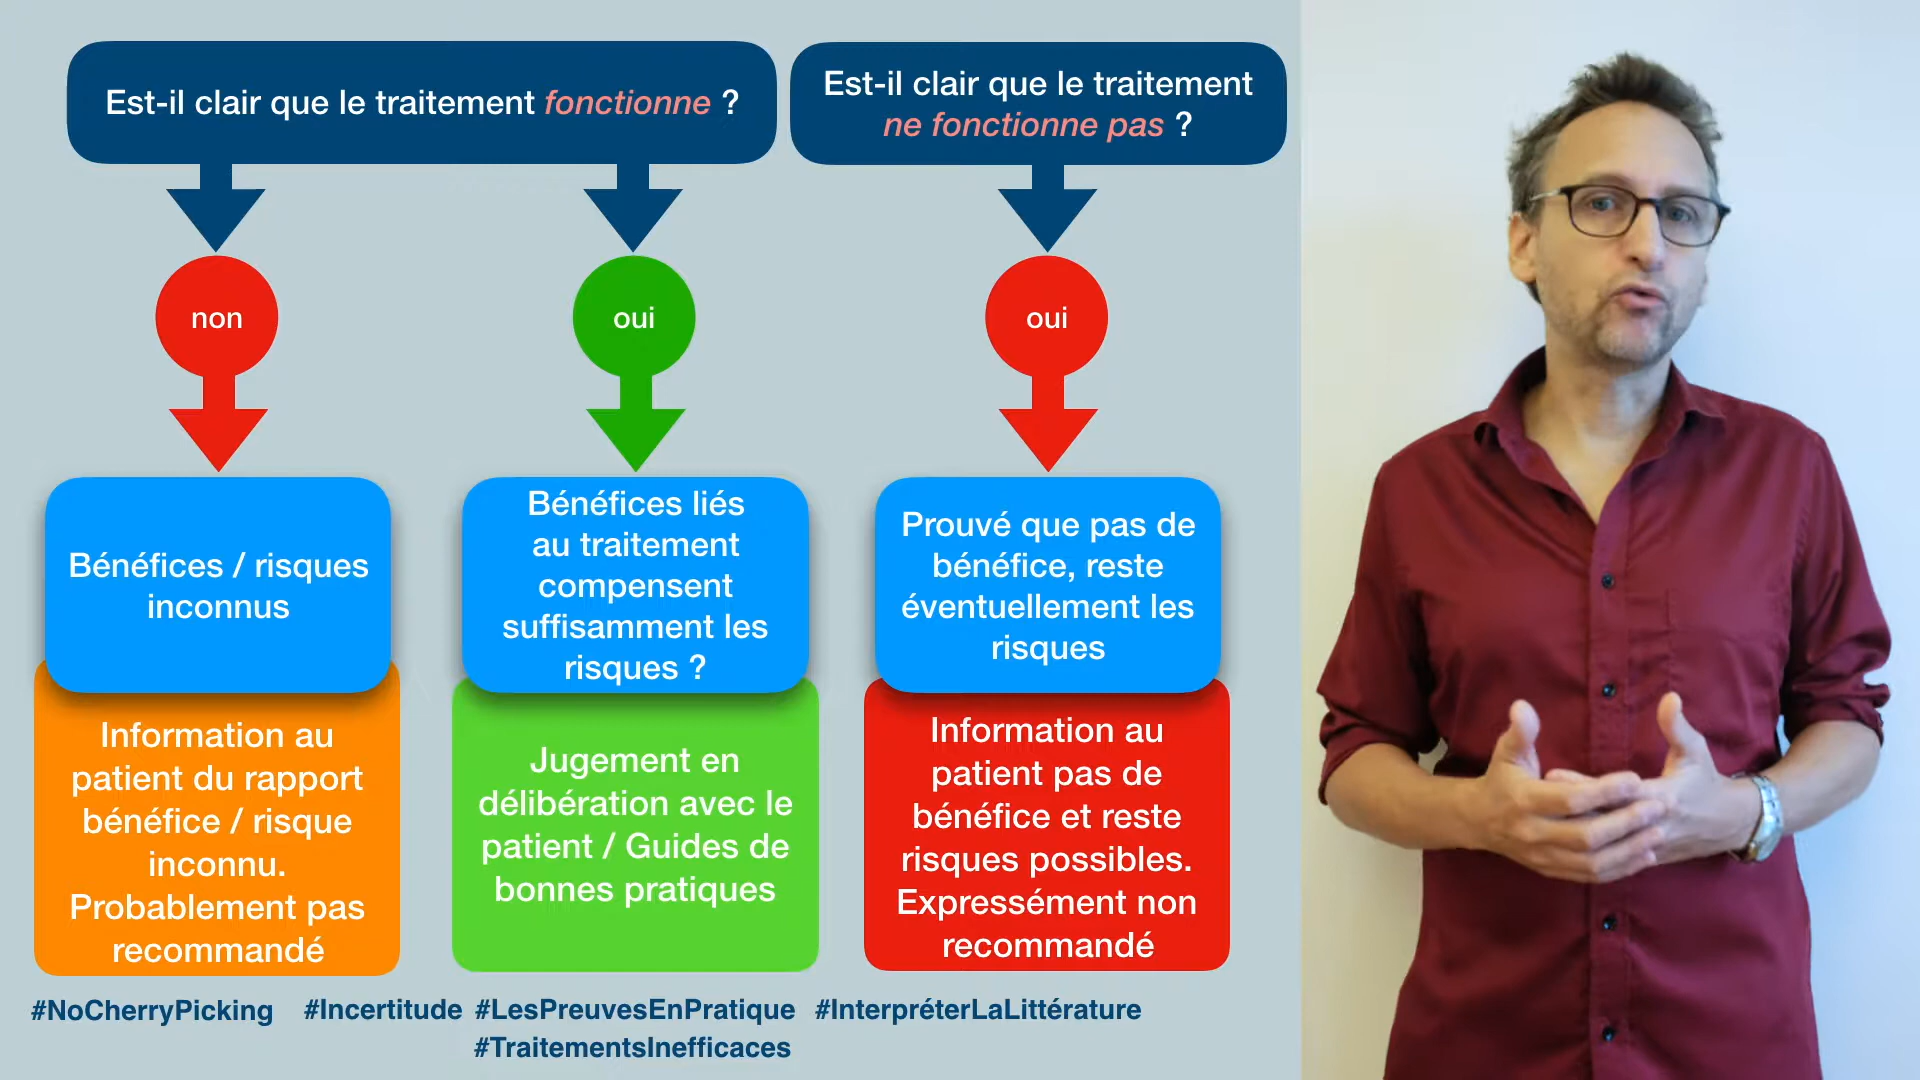 Est-il clair que le traitement fonctionne ?
Est-il clair que le traitement
ne fonctionne pas ?
non
oui
oui
Bénéfices / risques
inconnus
Bénéfices liés
au traitement
compensent
suffisamment les
risques ?
Prouvé que pas de
bénéfice, reste
éventuellement les
risques
Information au
patient du rapport
bénéfice / risque
inconnu.
Probablement pas
recommandé
Jugement en
délibération avec le
patient / Guides de
bonnes pratiques
Information au
patient pas de
bénéfice et reste
risques possibles.
Expressément non
recommandé
#NoCherryPicking #Incertitude #LesPreuvesEnPratique #InterpréterLaLittérature
#TraitementsInefficaces